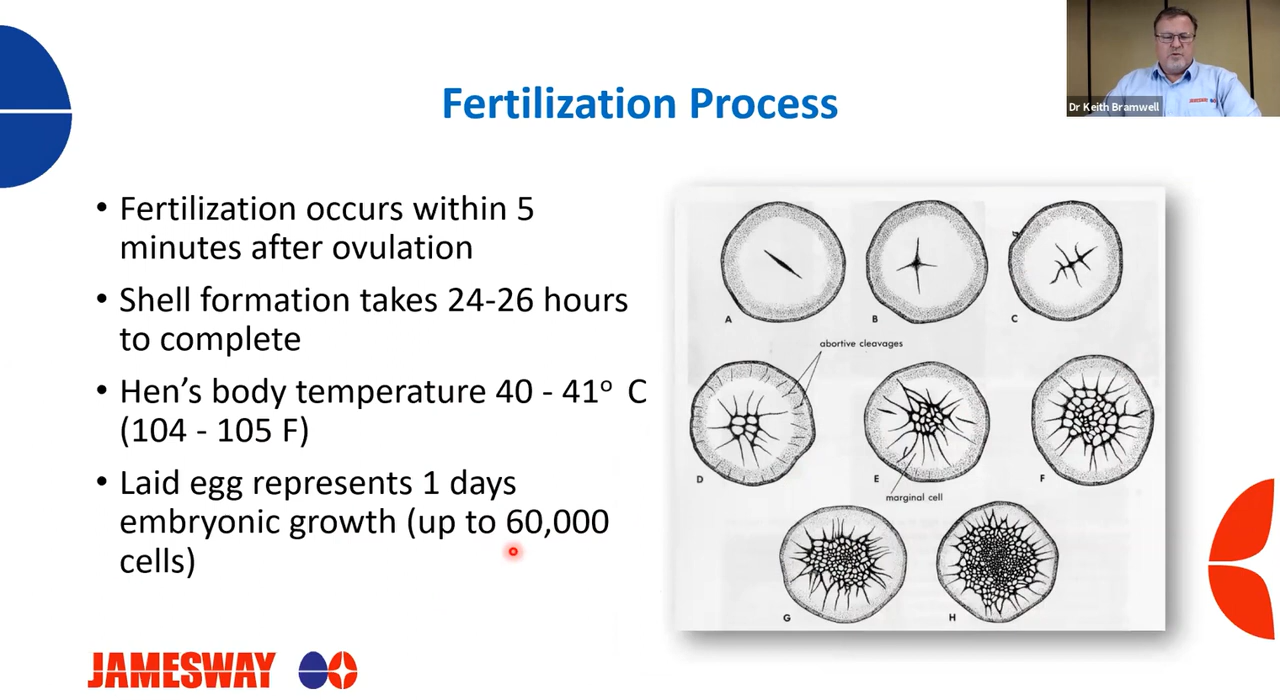 Dr Keith Bramwell
Fertilization Process
• Fertilization occurs within 5
minutes after ovulation
• Shell formation takes 24-26 hours
to complete
• Hen's body temperature 40 - 41º C
(104 - 105 F)
• Laid egg represents 1 days
embryonic growth (up to 60,000
cells)
A
B
C
abortive cleavages
D
E
F
marginal cell
G
H
JAMESWAY